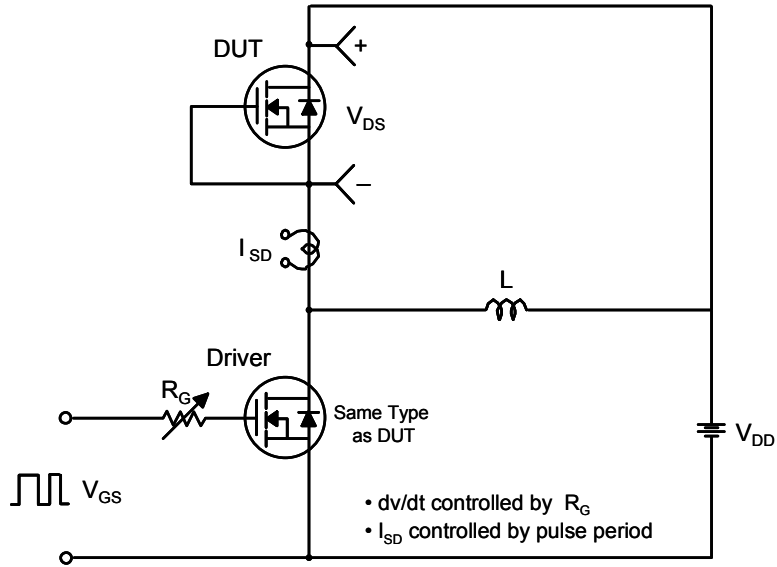 DUT
+
V_DS
–
I_SD
L
Driver
R_G
Same Type
as DUT
V_DD
V_GS
• dv/dt controlled by R_G
• I_SD controlled by pulse period